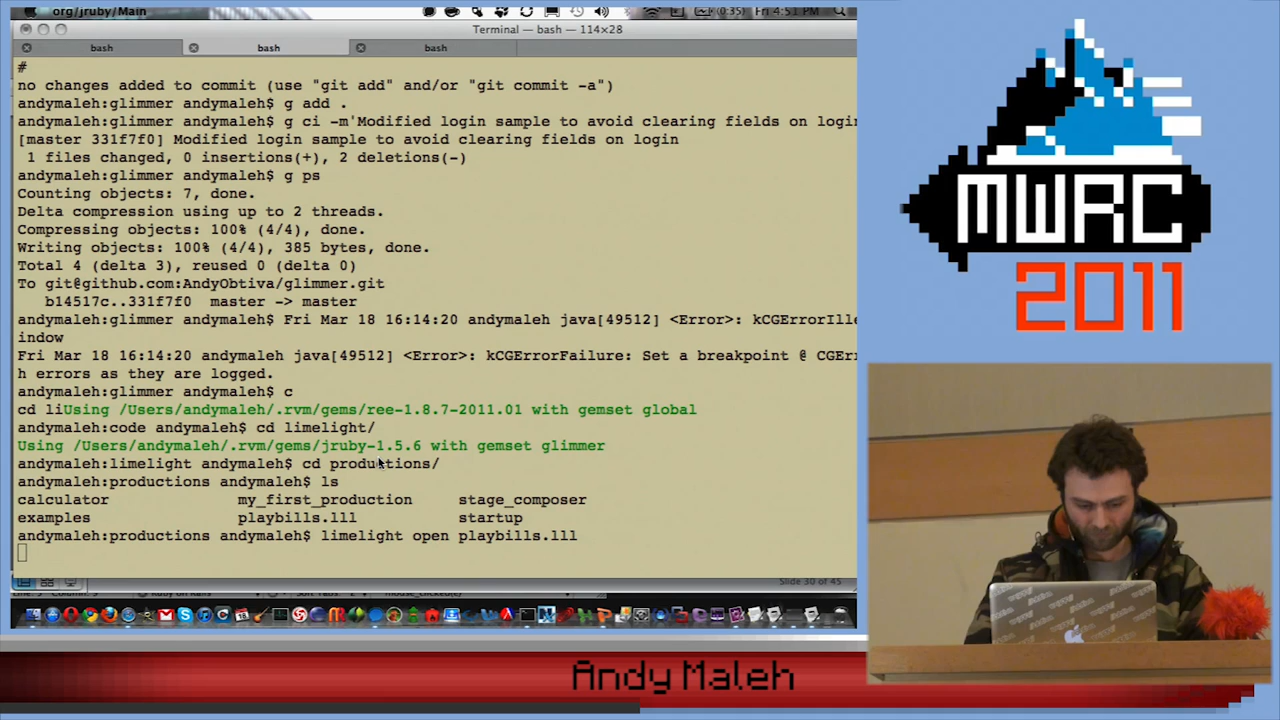 org/jruby/Main
(0:35) Fri 4:51 PM
Terminal — bash — 114×28
bash bash bash
#
no changes added to commit (use "git add" and/or "git commit -a")
andymaleh:glimmer andymaleh$ g add .
andymaleh:glimmer andymaleh$ g ci -m'Modified login sample to avoid clearing fields on login
[master 331f7f0] Modified login sample to avoid clearing fields on login
1 files changed, 0 insertions(+), 2 deletions(-)
andymaleh:glimmer andymaleh$ g ps
Counting objects: 7, done.
Delta compression using up to 2 threads.
Compressing objects: 100% (4/4), done.
Writing objects: 100% (4/4), 385 bytes, done.
Total 4 (delta 3), reused 0 (delta 0)
To git@github.com:AndyObtiva/glimmer.git
b14517c..331f7f0 master -> master
andymaleh:glimmer andymaleh$ Fri Mar 18 16:14:20 andymaleh java[49512] <Error>: kCGErrorIlle
indow
Fri Mar 18 16:14:20 andymaleh java[49512] <Error>: kCGErrorFailure: Set a breakpoint @ CGErr
h errors as they are logged.
andymaleh:glimmer andymaleh$ c
cd liUsing /Users/andymaleh/.rvm/gems/ree-1.8.7-2011.01 with gemset global
andymaleh:code andymaleh$ cd limelight/
Using /Users/andymaleh/.rvm/gems/jruby-1.5.6 with gemset glimmer
andymaleh:limelight andymaleh$ cd productions/
andymaleh:productions andymaleh$ ls
calculator my_first_production stage_composer
examples playbills.lll startup
andymaleh:productions andymaleh$ limelight open playbills.lll
Slide 30 of 45
MWRC
2011
Andy Maleh